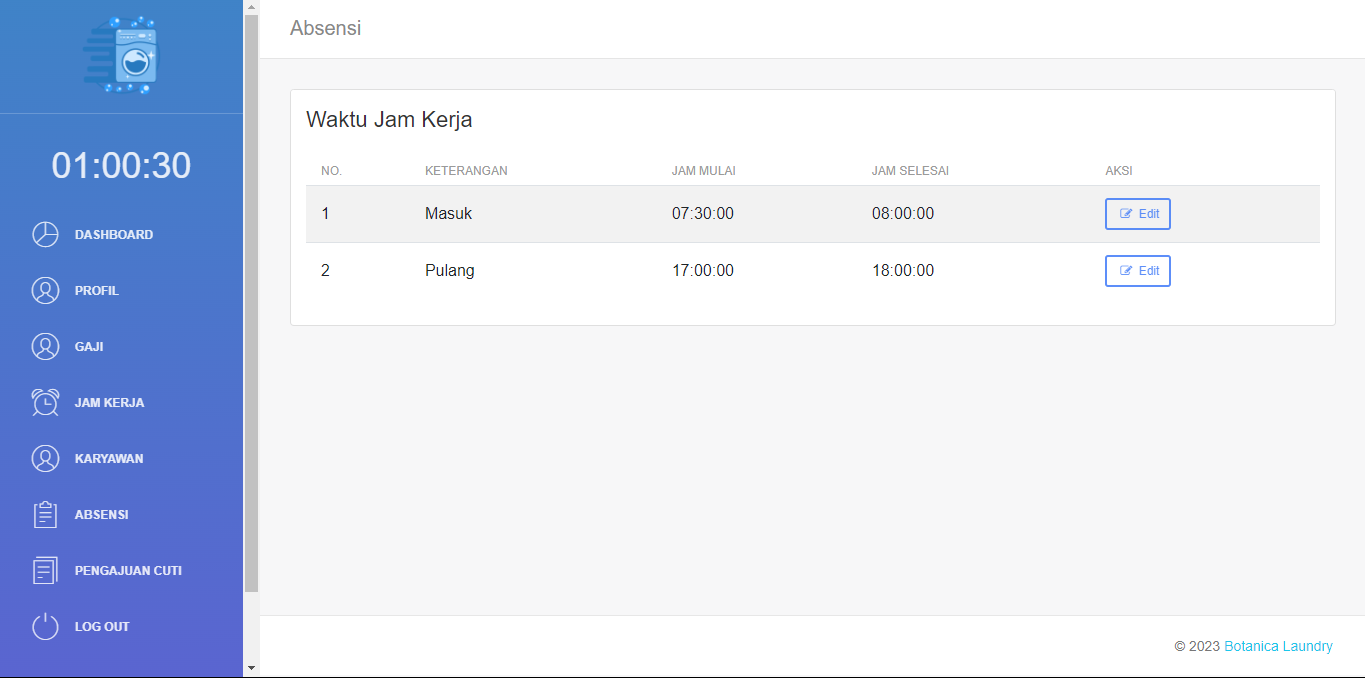 01:00:30
DASHBOARD
PROFIL
GAJI
JAM KERJA
KARYAWAN
ABSENSI
PENGAJUAN CUTI
LOG OUT
Absensi
Waktu Jam Kerja
NO. KETERANGAN JAM MULAI JAM SELESAI AKSI
1 Masuk 07:30:00 08:00:00 Edit
2 Pulang 17:00:00 18:00:00 Edit
© 2023 Botanica Laundry